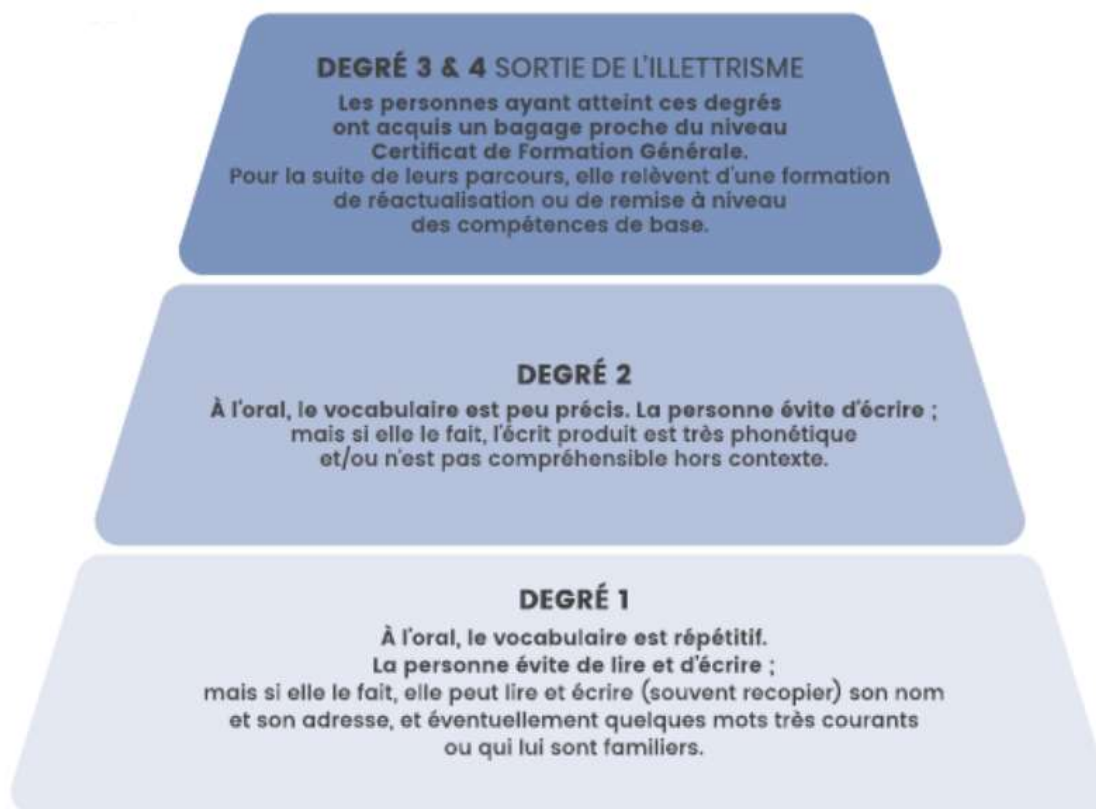 DEGRÉ 3 & 4 SORTIE DE L'ILLETTRISME
Les personnes ayant atteint ces degrés
ont acquis un bagage proche du niveau
Certificat de Formation Générale.
Pour la suite de leurs parcours, elle relèvent d'une formation
de réactualisation ou de remise à niveau
des compétences de base.
DEGRÉ 2
À l'oral, le vocabulaire est peu précis. La personne évite d'écrire ;
mais si elle le fait, l'écrit produit est très phonétique
et/ou n'est pas compréhensible hors contexte.
DEGRÉ 1
À l'oral, le vocabulaire est répétitif.
La personne évite de lire et d'écrire ;
mais si elle le fait, elle peut lire et écrire (souvent recopier) son nom
et son adresse, et éventuellement quelques mots très courants
ou qui lui sont familiers.